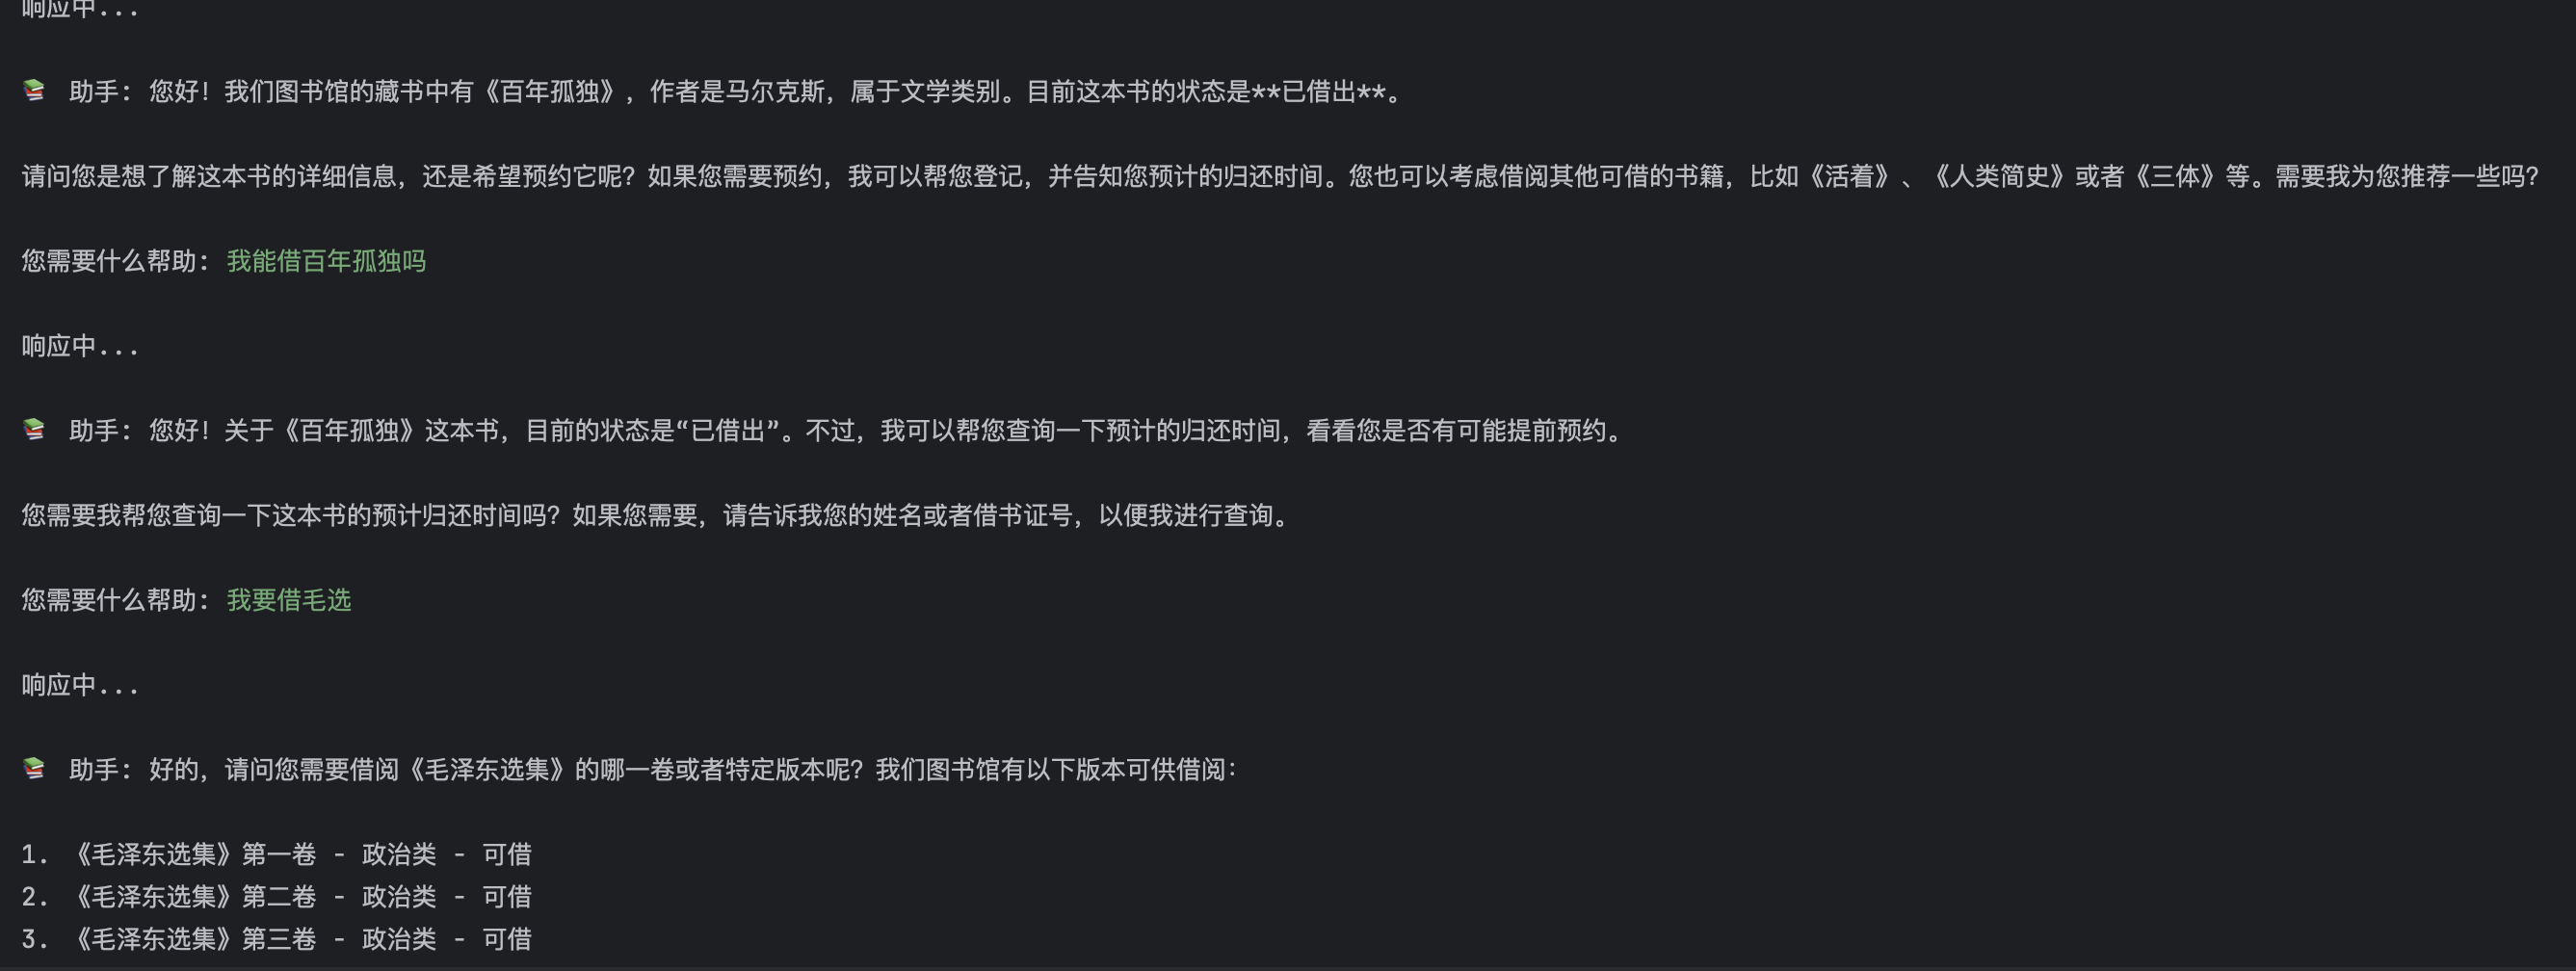 响应中...
📚 助手: 您好！我们图书馆的藏书中有《百年孤独》，作者是马尔克斯，属于文学类别。目前这本书的状态是**已借出**。
请问您是想了解这本书的详细信息，还是希望预约它呢？如果您需要预约，我可以帮您登记，并告知您预计的归还时间。您也可以考虑借阅其他可借的书籍，比如《活着》、《人类简史》或者《三体》等。需要我为您推荐一些吗？
您需要什么帮助: 我能借百年孤独吗
响应中...
📚 助手: 您好！关于《百年孤独》这本书，目前的状态是“已借出”。不过，我可以帮您查询一下预计的归还时间，看看您是否有可能提前预约。
您需要我帮您查询一下这本书的预计归还时间吗？如果您需要，请告诉我您的姓名或者借书证号，以便我进行查询。
您需要什么帮助: 我要借毛选
响应中...
📚 助手: 好的，请问您需要借阅《毛泽东选集》的哪一卷或者特定版本呢？我们图书馆有以下版本可供借阅：
1. 《毛泽东选集》第一卷 - 政治类 - 可借
2. 《毛泽东选集》第二卷 - 政治类 - 可借
3. 《毛泽东选集》第三卷 - 政治类 - 可借